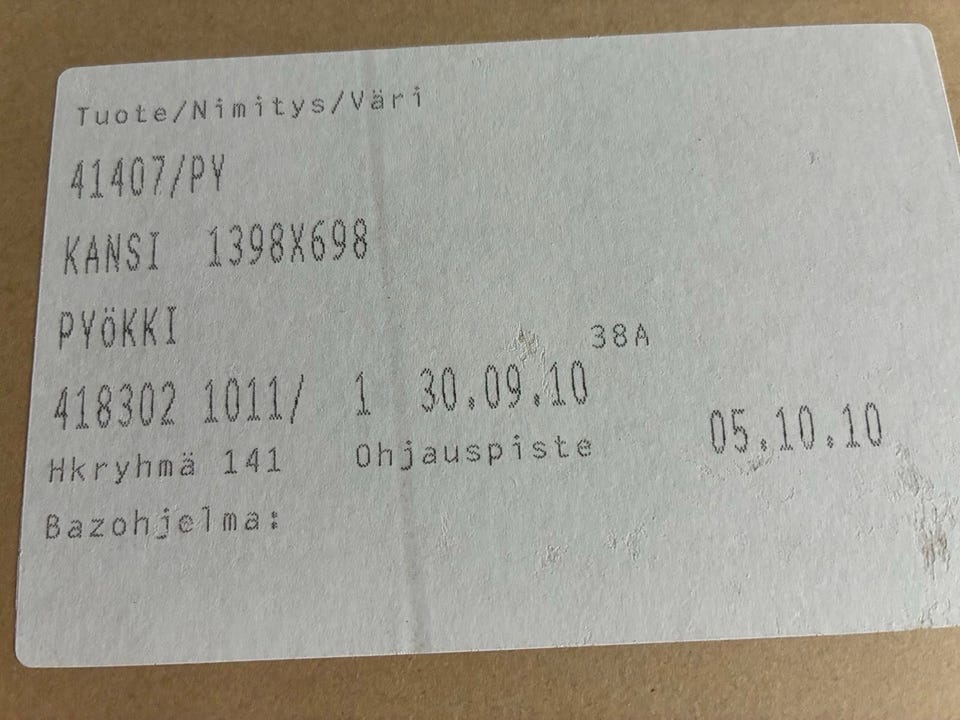 Tuote/Nimitys/Väri
41407/PY
KANSI 1398X698
PYÖKKI
38A
418302 1011/ 1 30.09.10
05.10.10
Hkryhmä 141 Ohjauspiste
Bazohjelma: